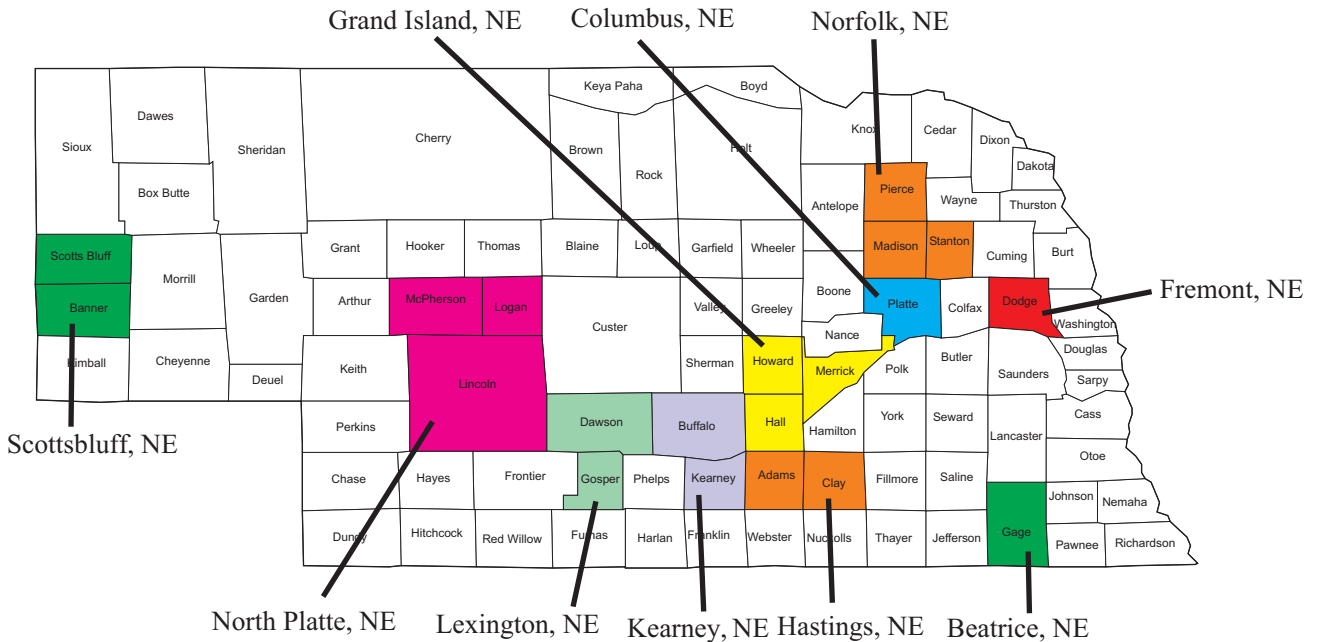 Grand Island, NE
Columbus, NE
Norfolk, NE
Keya Paha
Boyd
Dawes
Sioux
Sheridan
Cherry
Brown
Rock
Holt
Knox
Cedar
Dixon
Dakota
Box Butte
Antelope
Pierce
Wayne
Thurston
Scotts Bluff
Morrill
Grant
Hooker
Thomas
Blaine
Loup
Garfield
Wheeler
Madison
Stanton
Cuming
Burt
Banner
Garden
Arthur
McPherson
Logan
Custer
Valley
Greeley
Boone
Platte
Colfax
Dodge
Fremont, NE
Washington
Nance
Kimball
Cheyenne
Deuel
Keith
Lincoln
Sherman
Howard
Merrick
Polk
Butler
Saunders
Douglas
Sarpy
Scottsbluff, NE
Perkins
Dawson
Buffalo
Hall
Hamilton
York
Seward
Lancaster
Cass
Otoe
Chase
Hayes
Frontier
Gosper
Phelps
Kearney
Adams
Clay
Fillmore
Saline
Johnson
Nemaha
Dundy
Hitchcock
Red Willow
Furnas
Harlan
Franklin
Webster
Nuckolls
Thayer
Jefferson
Gage
Pawnee
Richardson
North Platte, NE
Lexington, NE
Kearney, NE
Hastings, NE
Beatrice, NE